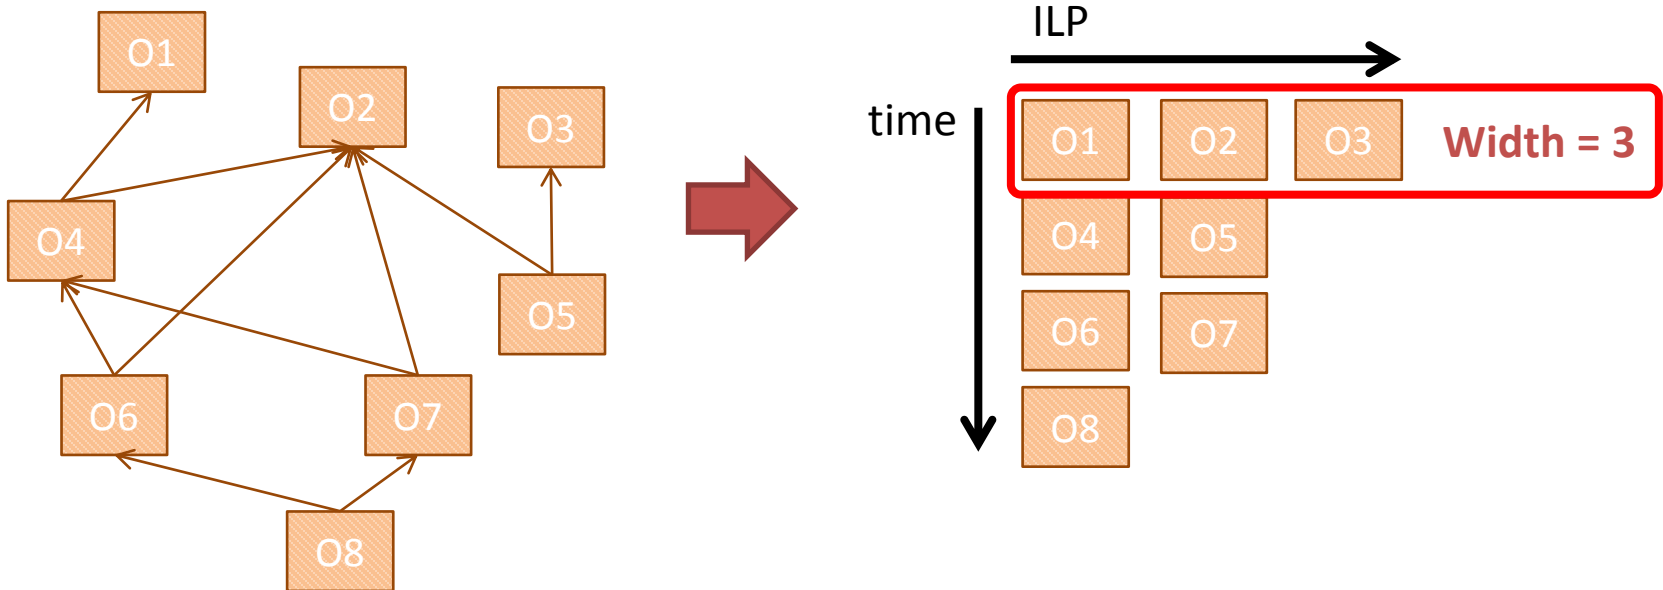 O1
O2
O3
O4
O5
O6
O7
O8
ILP
time
O1 O2 O3 Width = 3
O4 O5
O6 O7
O8